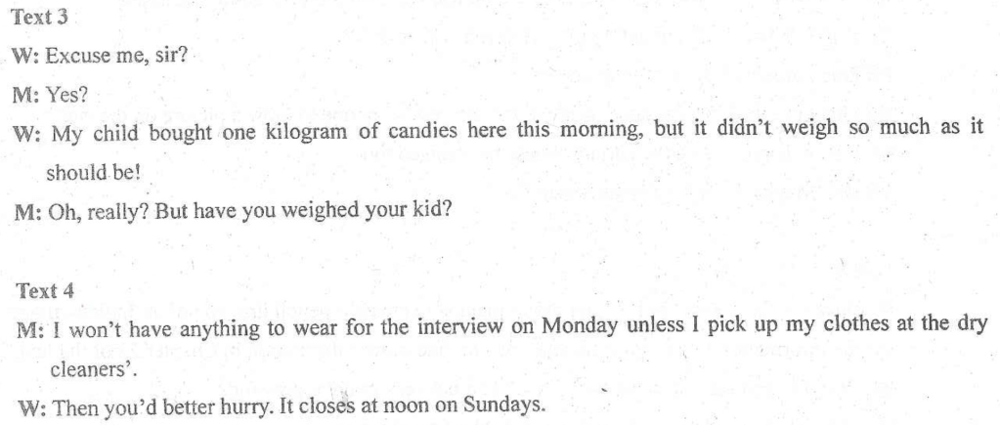 Text 3
W: Excuse me, sir?
M: Yes?
W: My child bought one kilogram of candies here this morning, but it didn't weigh so much as it
should be!
M: Oh, really? But have you weighed your kid?
Text 4
M: I won't have anything to wear for the interview on Monday unless I pick up my clothes at the dry
cleaners'.
W: Then you'd better hurry. It closes at noon on Sundays.